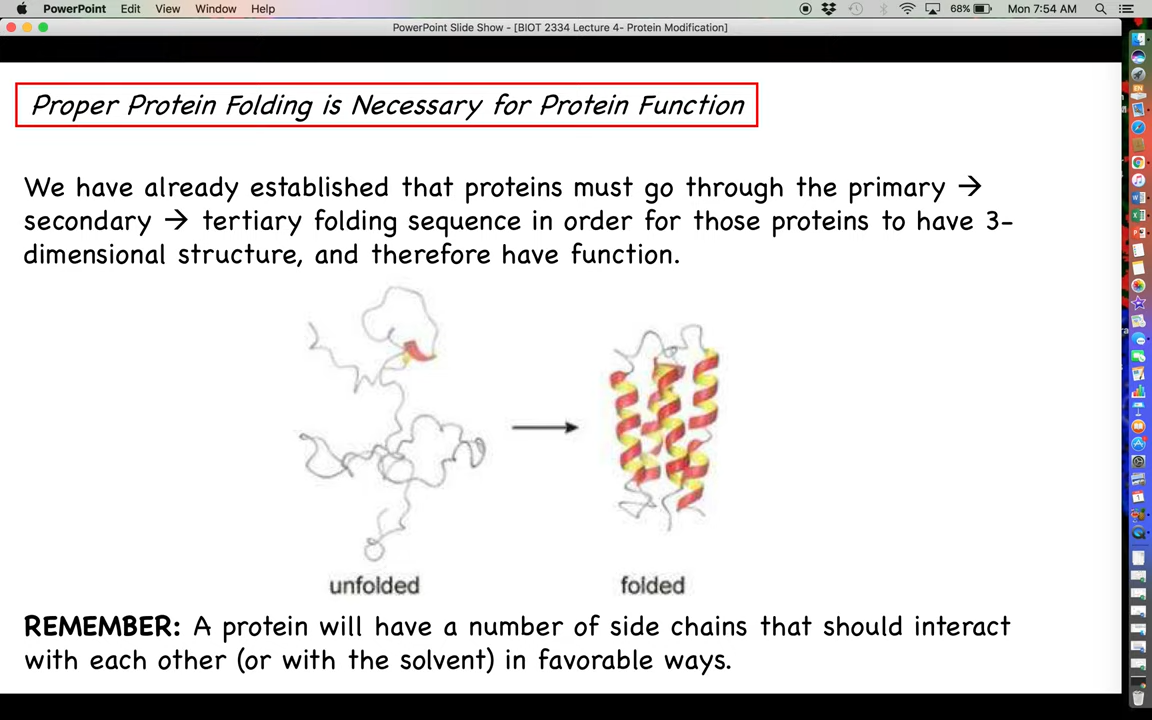 PowerPoint Edit View Window Help 68% Mon 7:54 AM
PowerPoint Slide Show - [BIOT 2334 Lecture 4- Protein Modification]
Proper Protein Folding is Necessary for Protein Function
We have already established that proteins must go through the primary →
secondary → tertiary folding sequence in order for those proteins to have 3-
dimensional structure, and therefore have function.
unfolded folded
REMEMBER: A protein will have a number of side chains that should interact
with each other (or with the solvent) in favorable ways.